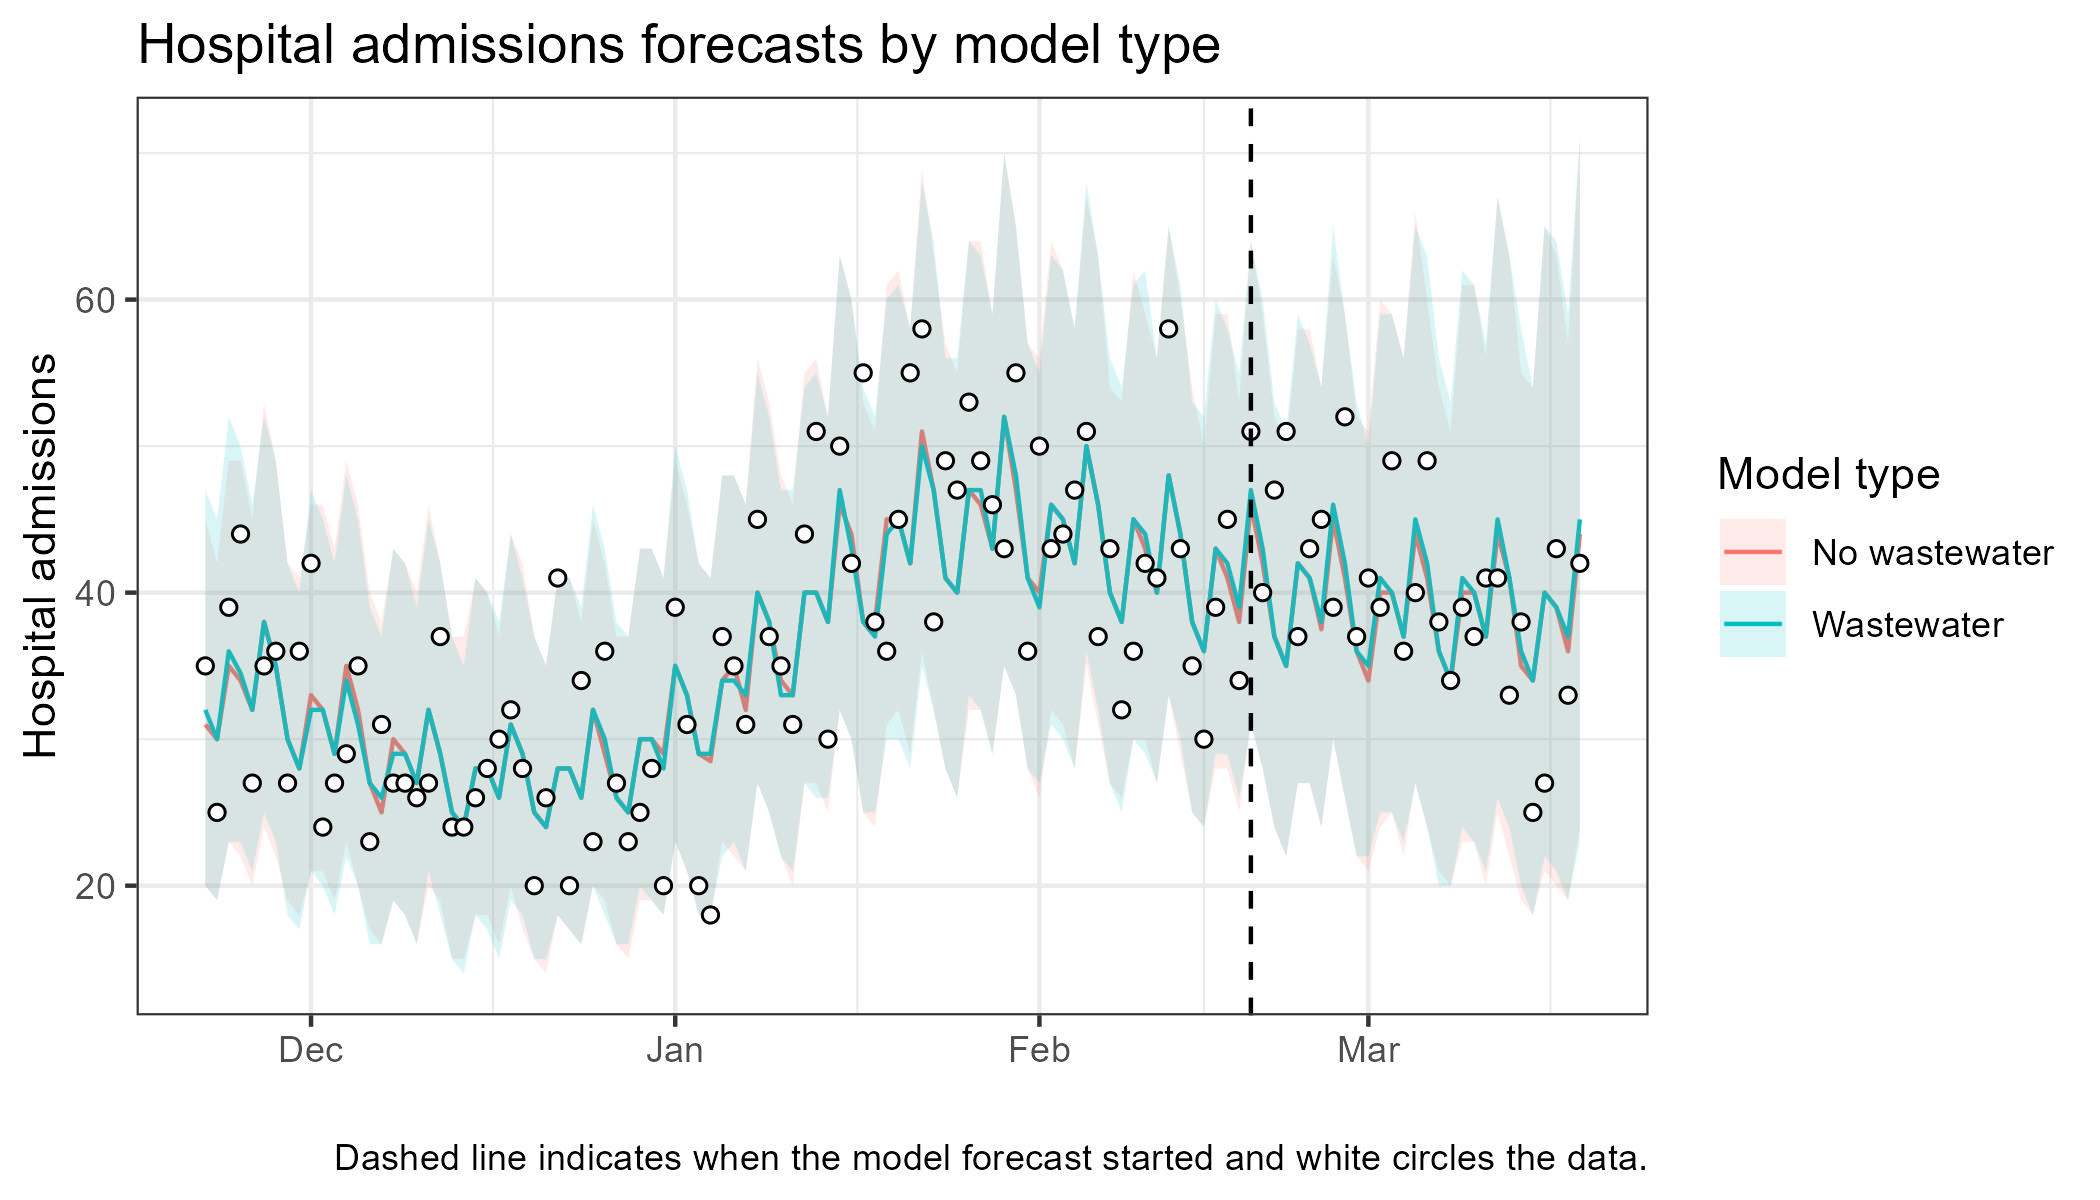 Hospital admissions forecasts by model type
Hospital admissions
60
40
20
Dec Jan Feb Mar
Model type
No wastewater
Wastewater
Dashed line indicates when the model forecast started and white circles the data.